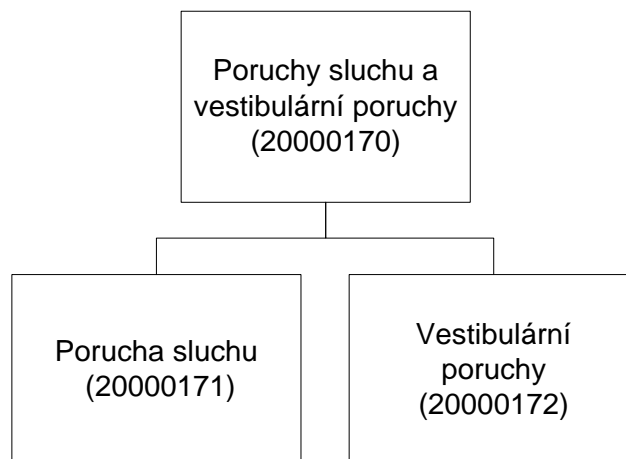 Poruchy sluchu a
vestibulární poruchy
(20000170)
Porucha sluchu
(20000171)
Vestibulární
poruchy
(20000172)